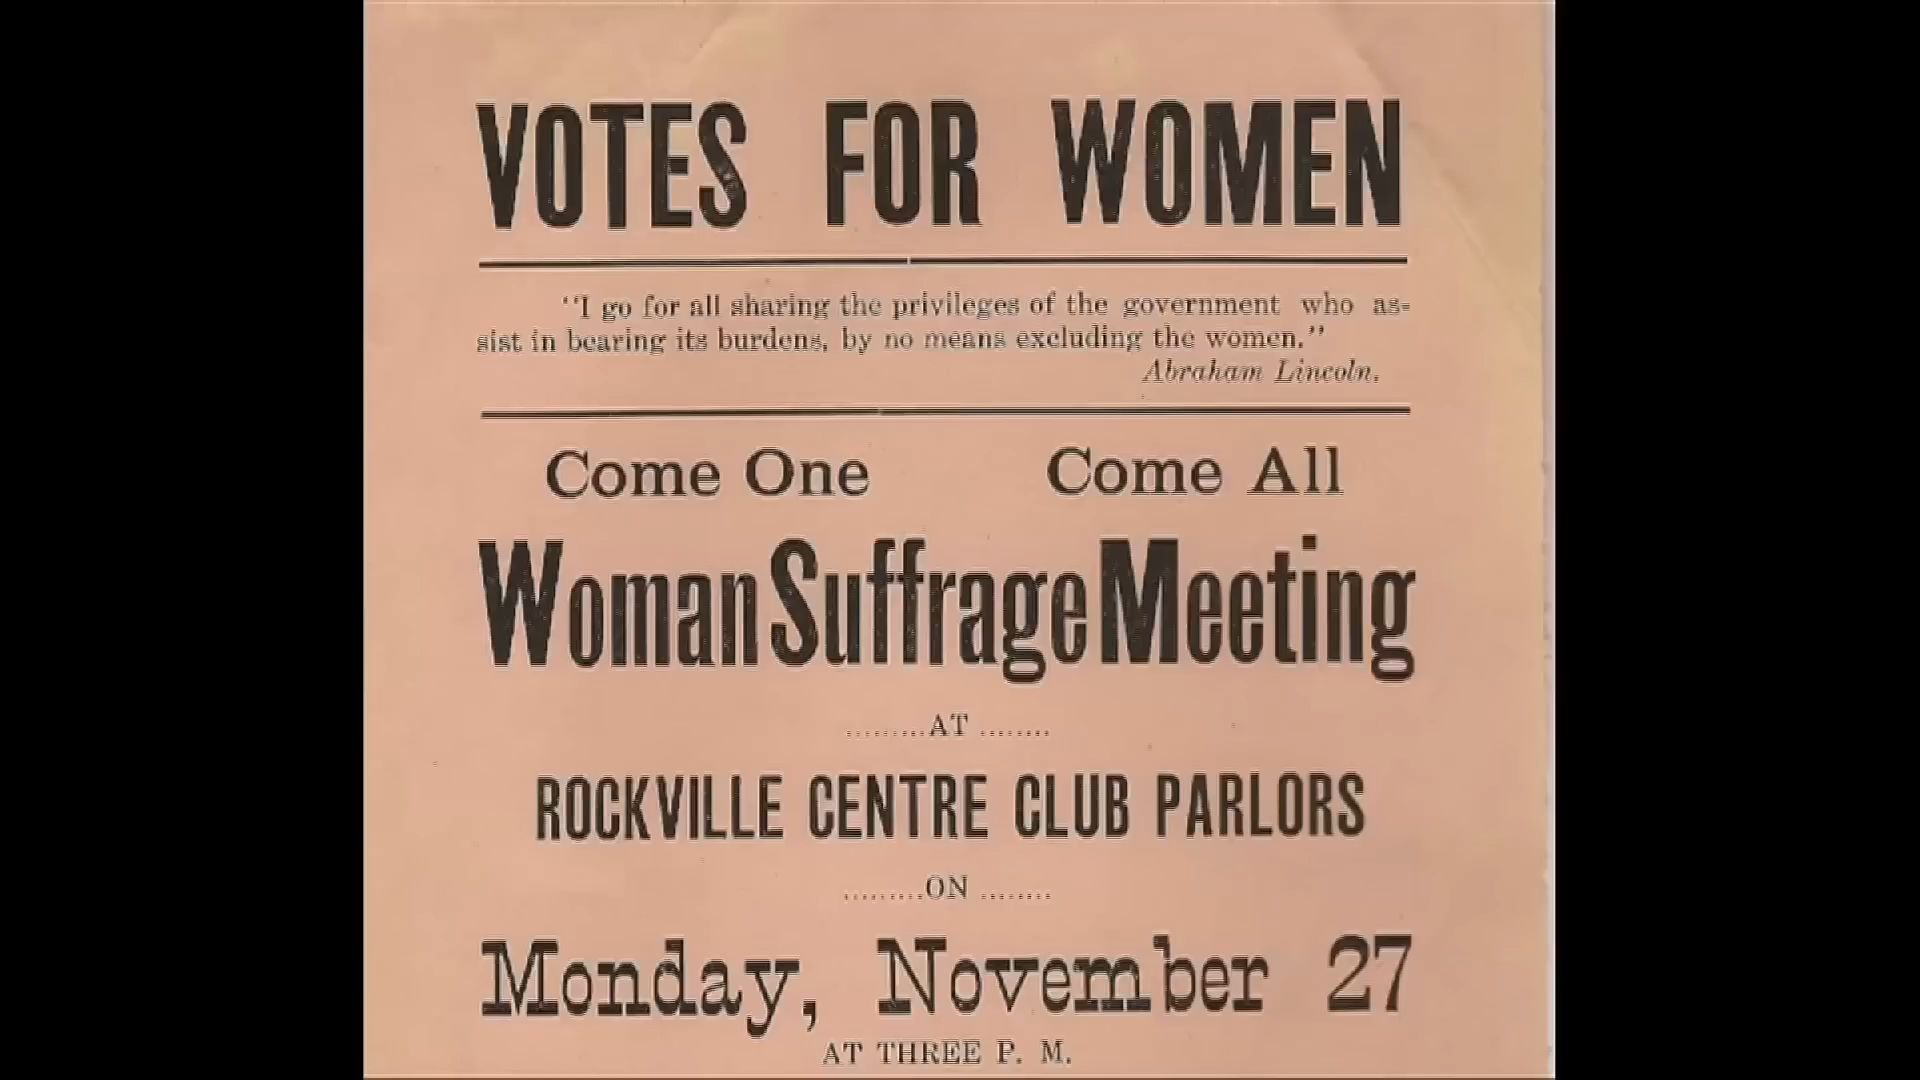 VOTES FOR WOMEN
"I go for all sharing the privileges of the government who as-
sist in bearing its burdens, by no means excluding the women."
Abraham Lincoln.
Come One Come All
Woman Suffrage Meeting
.........AT ........
ROCKVILLE CENTRE CLUB PARLORS
.........ON ........
Monday, November 27
AT THREE P. M.